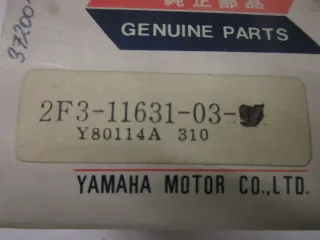 純正部品
GENUINE PARTS
2F3-11631-03-
Y80114A 310
YAMAHA MOTOR CO.,LTD.